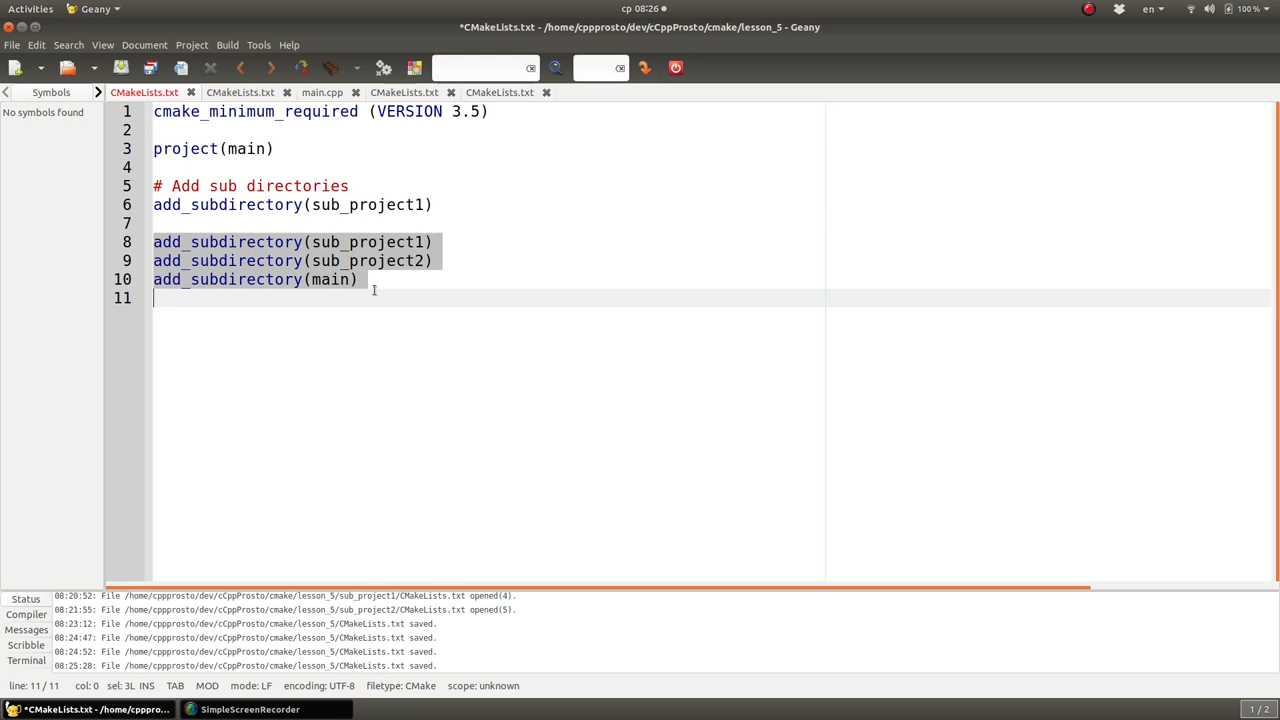 Activities Geany ср 08:26 en 100 %
*CMakeLists.txt - /home/cppprosto/dev/cCppProsto/cmake/lesson_5 - Geany
File Edit Search View Document Project Build Tools Help
Symbols CMakeLists.txt CMakeLists.txt main.cpp CMakeLists.txt CMakeLists.txt
No symbols found
1 cmake_minimum_required (VERSION 3.5)
2
3 project(main)
4
5 # Add sub directories
6 add_subdirectory(sub_project1)
7
8 add_subdirectory(sub_project1)
9 add_subdirectory(sub_project2)
10 add_subdirectory(main)
11
Status
Compiler
Messages
Scribble
Terminal
08:20:52: File /home/cppprosto/dev/cCppProsto/cmake/lesson_5/sub_project1/CMakeLists.txt opened(4).
08:21:55: File /home/cppprosto/dev/cCppProsto/cmake/lesson_5/sub_project2/CMakeLists.txt opened(5).
08:23:12: File /home/cppprosto/dev/cCppProsto/cmake/lesson_5/CMakeLists.txt saved.
08:24:47: File /home/cppprosto/dev/cCppProsto/cmake/lesson_5/CMakeLists.txt saved.
08:24:52: File /home/cppprosto/dev/cCppProsto/cmake/lesson_5/CMakeLists.txt saved.
08:25:28: File /home/cppprosto/dev/cCppProsto/cmake/lesson_5/CMakeLists.txt saved.
line: 11 / 11 col: 0 sel: 3L INS TAB MOD mode: LF encoding: UTF-8 filetype: CMake scope: unknown
*CMakeLists.txt - /home/cpppro... SimpleScreenRecorder 1 / 2